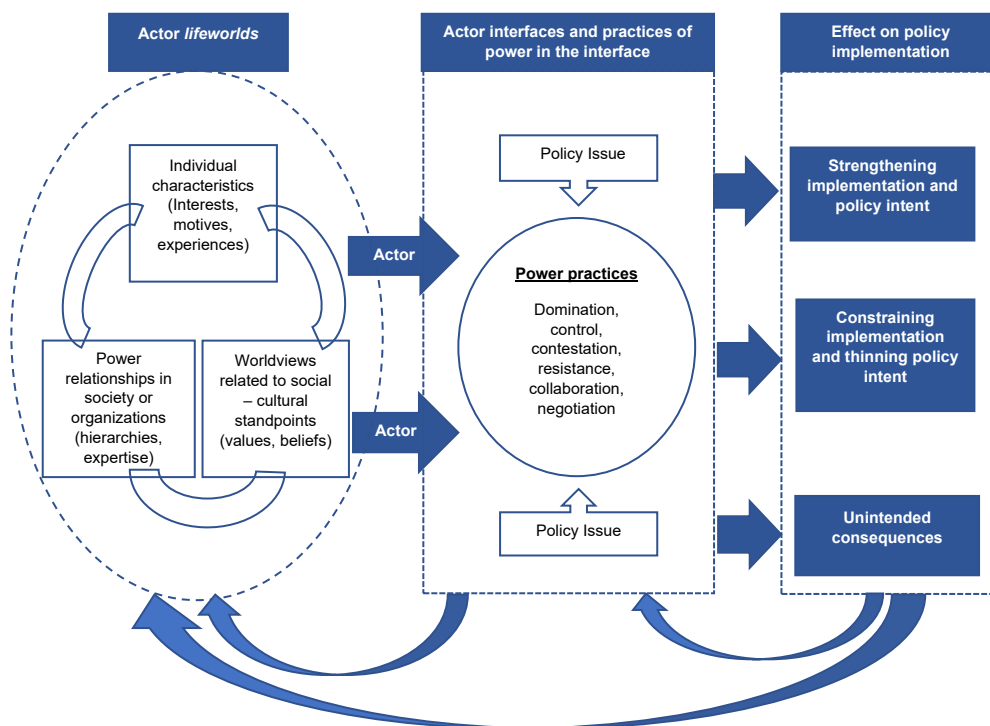 Actor lifeworlds
Individual
characteristics
(Interests,
motives,
experiences)
Power
relationships in
society or
organizations
(hierarchies,
expertise)
Worldviews
related to social
– cultural
standpoints
(values, beliefs)
Actor
Actor
Actor interfaces and practices of
power in the interface
Policy Issue
Power practices
Domination,
control,
contestation,
resistance,
collaboration,
negotiation
Policy Issue
Effect on policy
implementation
Strengthening
implementation and
policy intent
Constraining
implementation
and thinning policy
intent
Unintended
consequences